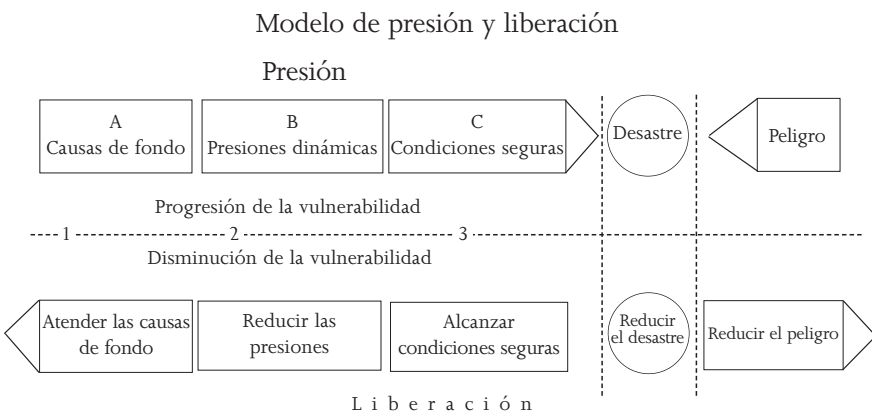 Modelo de presión y liberación
Presión
A
Causas de fondo
B
Presiones dinámicas
C
Condiciones seguras
Desastre
Peligro
Progresión de la vulnerabilidad
1 2 3
Disminución de la vulnerabilidad
Atender las causas
de fondo
Reducir las
presiones
Alcanzar
condiciones seguras
Reducir
el desastre
Reducir el peligro
Liberación